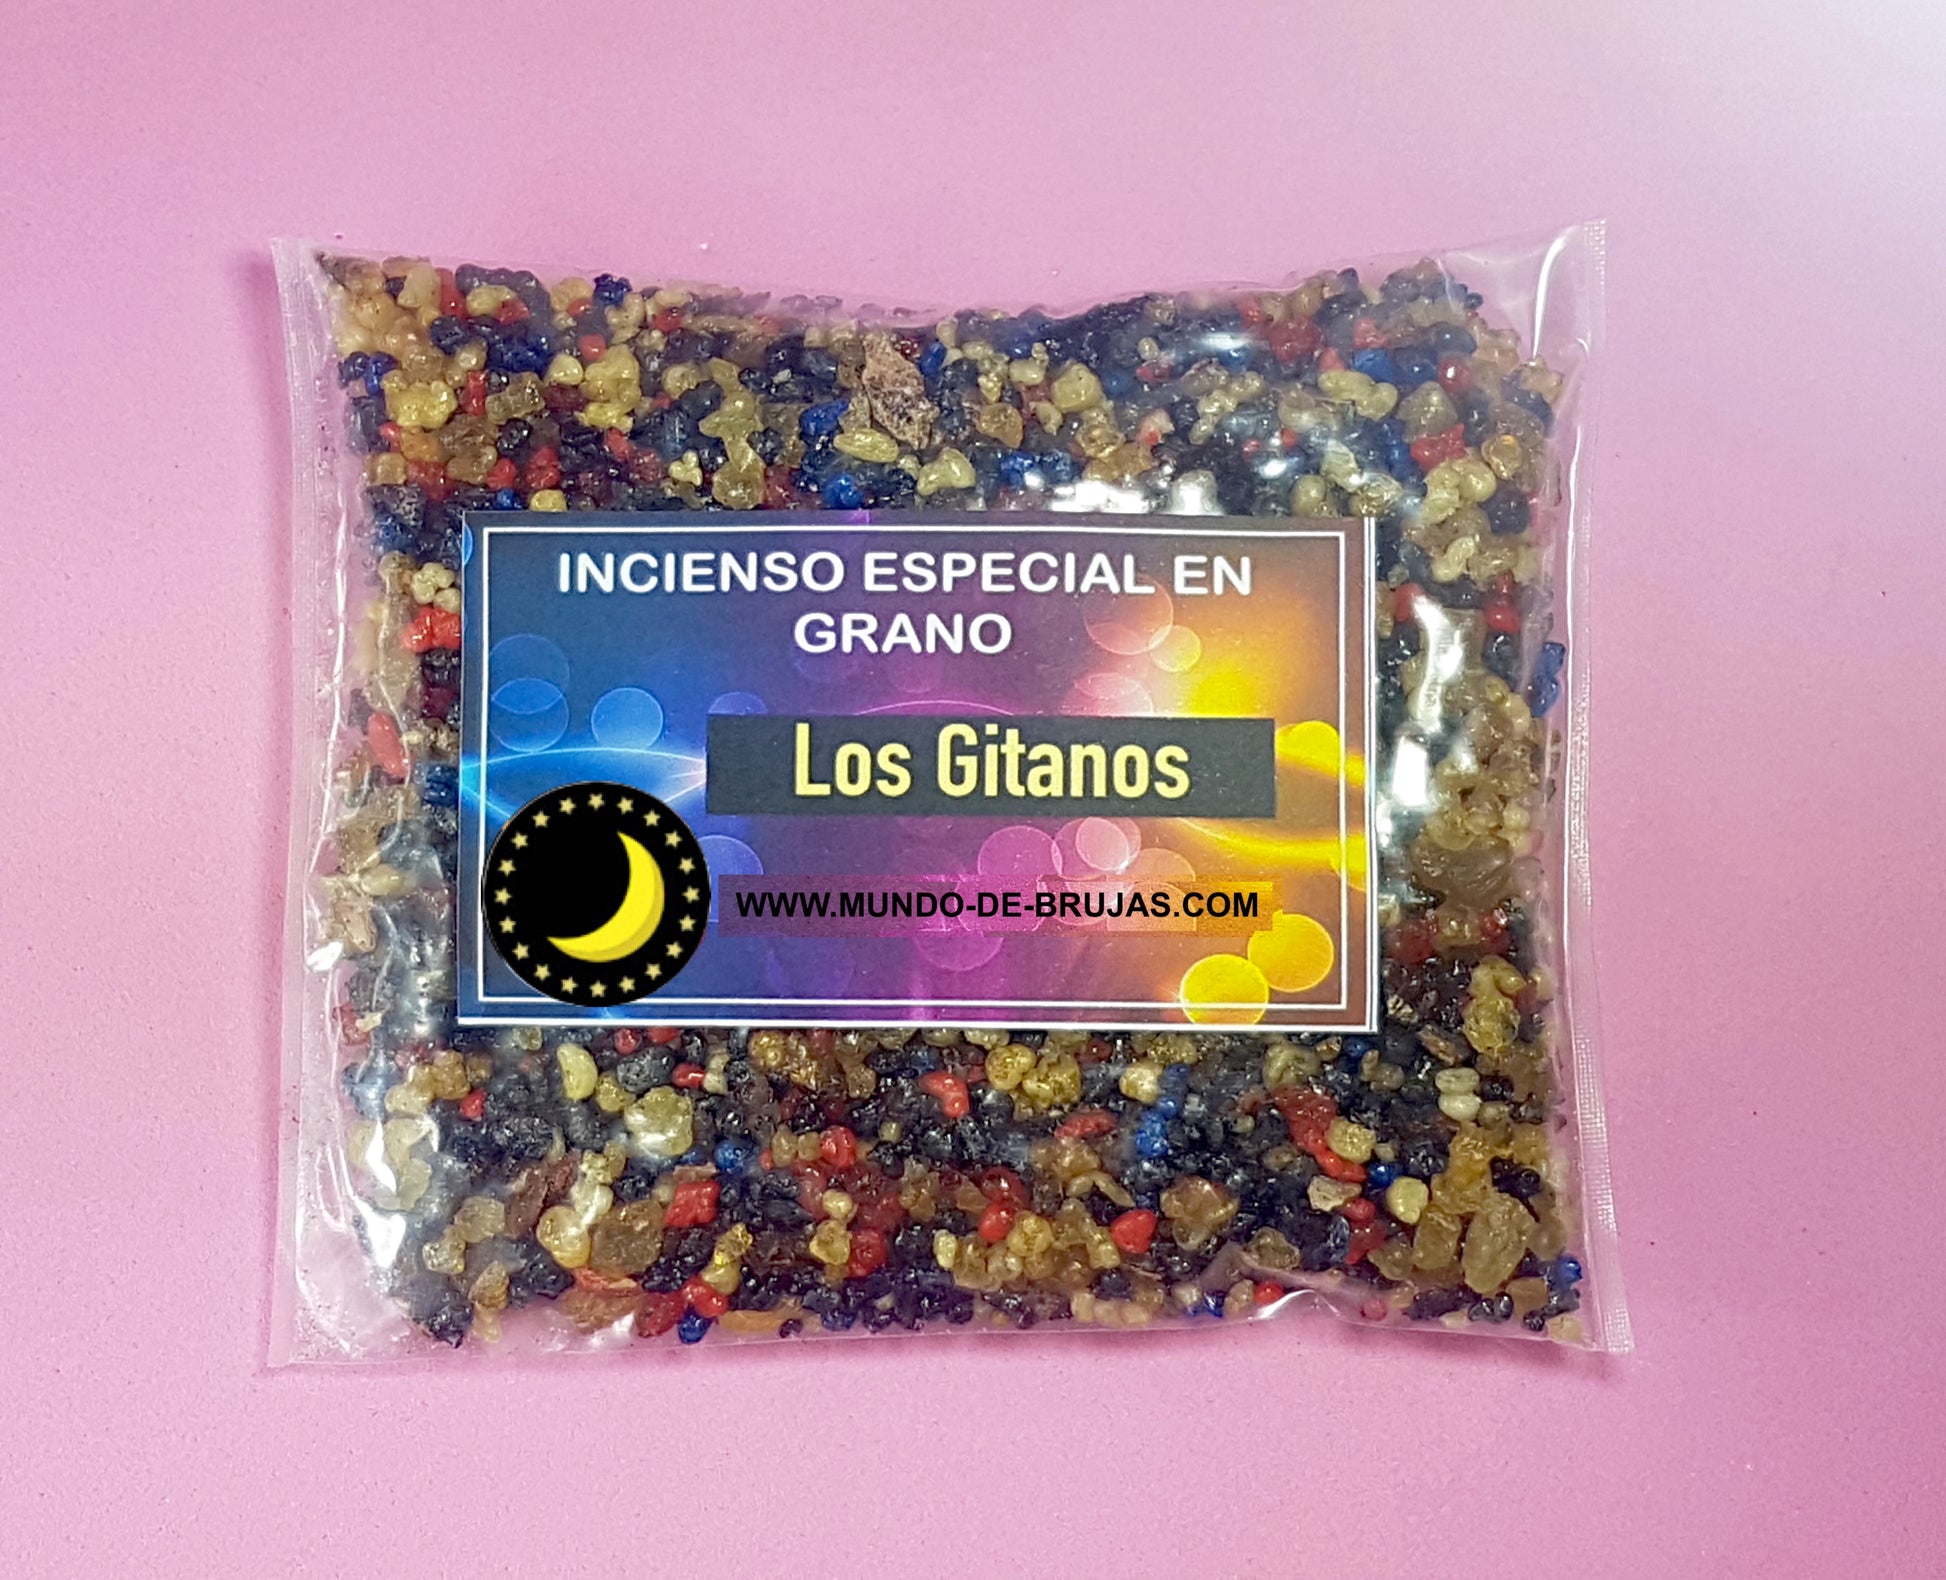 INCIENSO ESPECIAL EN
GRANO
Los Gitanos
WWW.MUNDO-DE-BRUJAS.COM